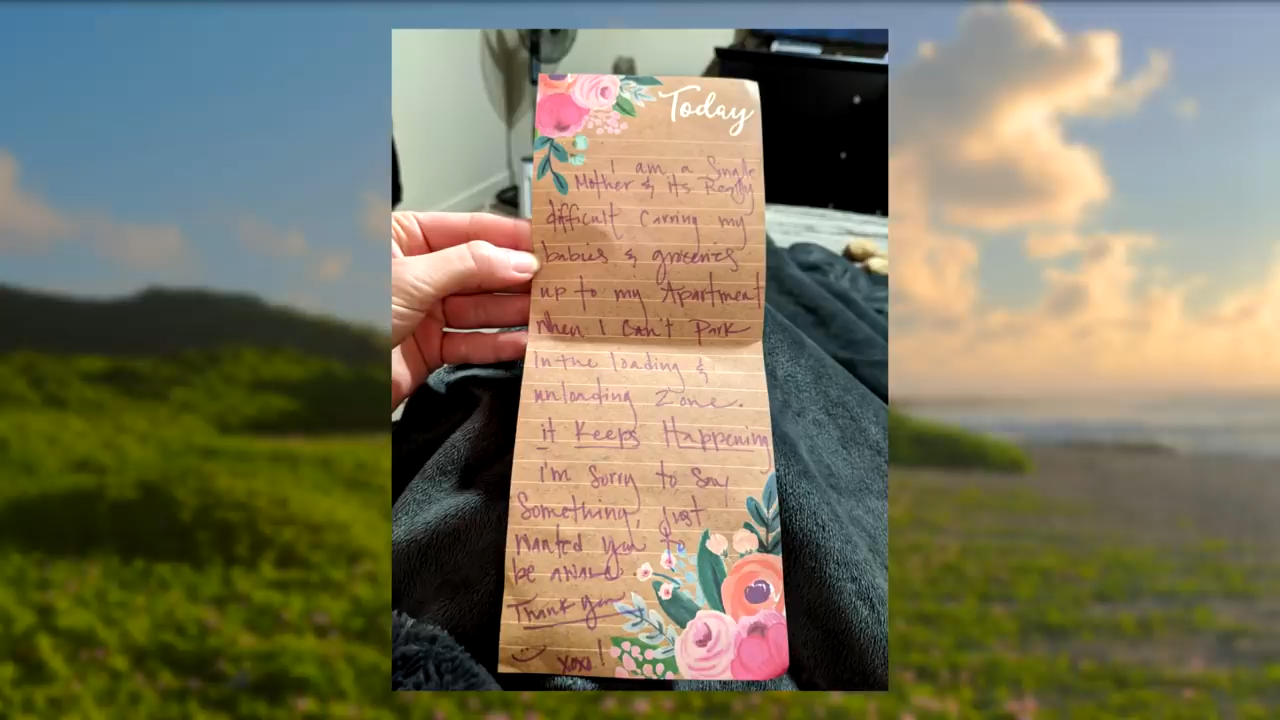 Today
I am a Single
Mother & its Really
difficult Carring my
babies & groceries
up to my Apartment
When I Can't Park
In the loading &
unloading Zone.
it Keeps Happening
I'm Sorry to Say
Something, Just
Wanted you to
be aware
Thank you
xoxo!